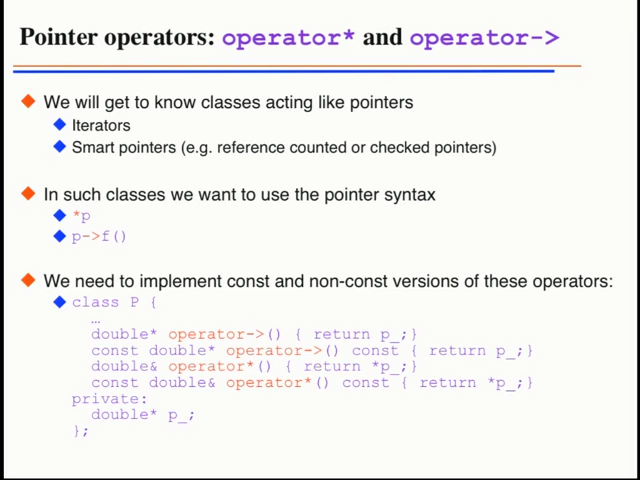 Pointer operators: operator* and operator->
We will get to know classes acting like pointers
Iterators
Smart pointers (e.g. reference counted or checked pointers)
In such classes we want to use the pointer syntax
*p
p->f()
We need to implement const and non-const versions of these operators:
class P {
…
double* operator->() { return p_;}
const double* operator->() const { return p_;}
double& operator*() { return *p_;}
const double& operator*() const { return *p_;}
private:
double* p_;
};